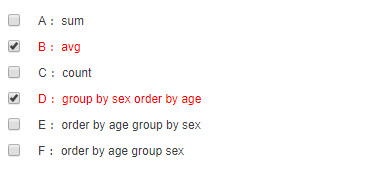 A： sum
B： avg
C： count
D： group by sex order by age
E： order by age group by sex
F： order by age group sex